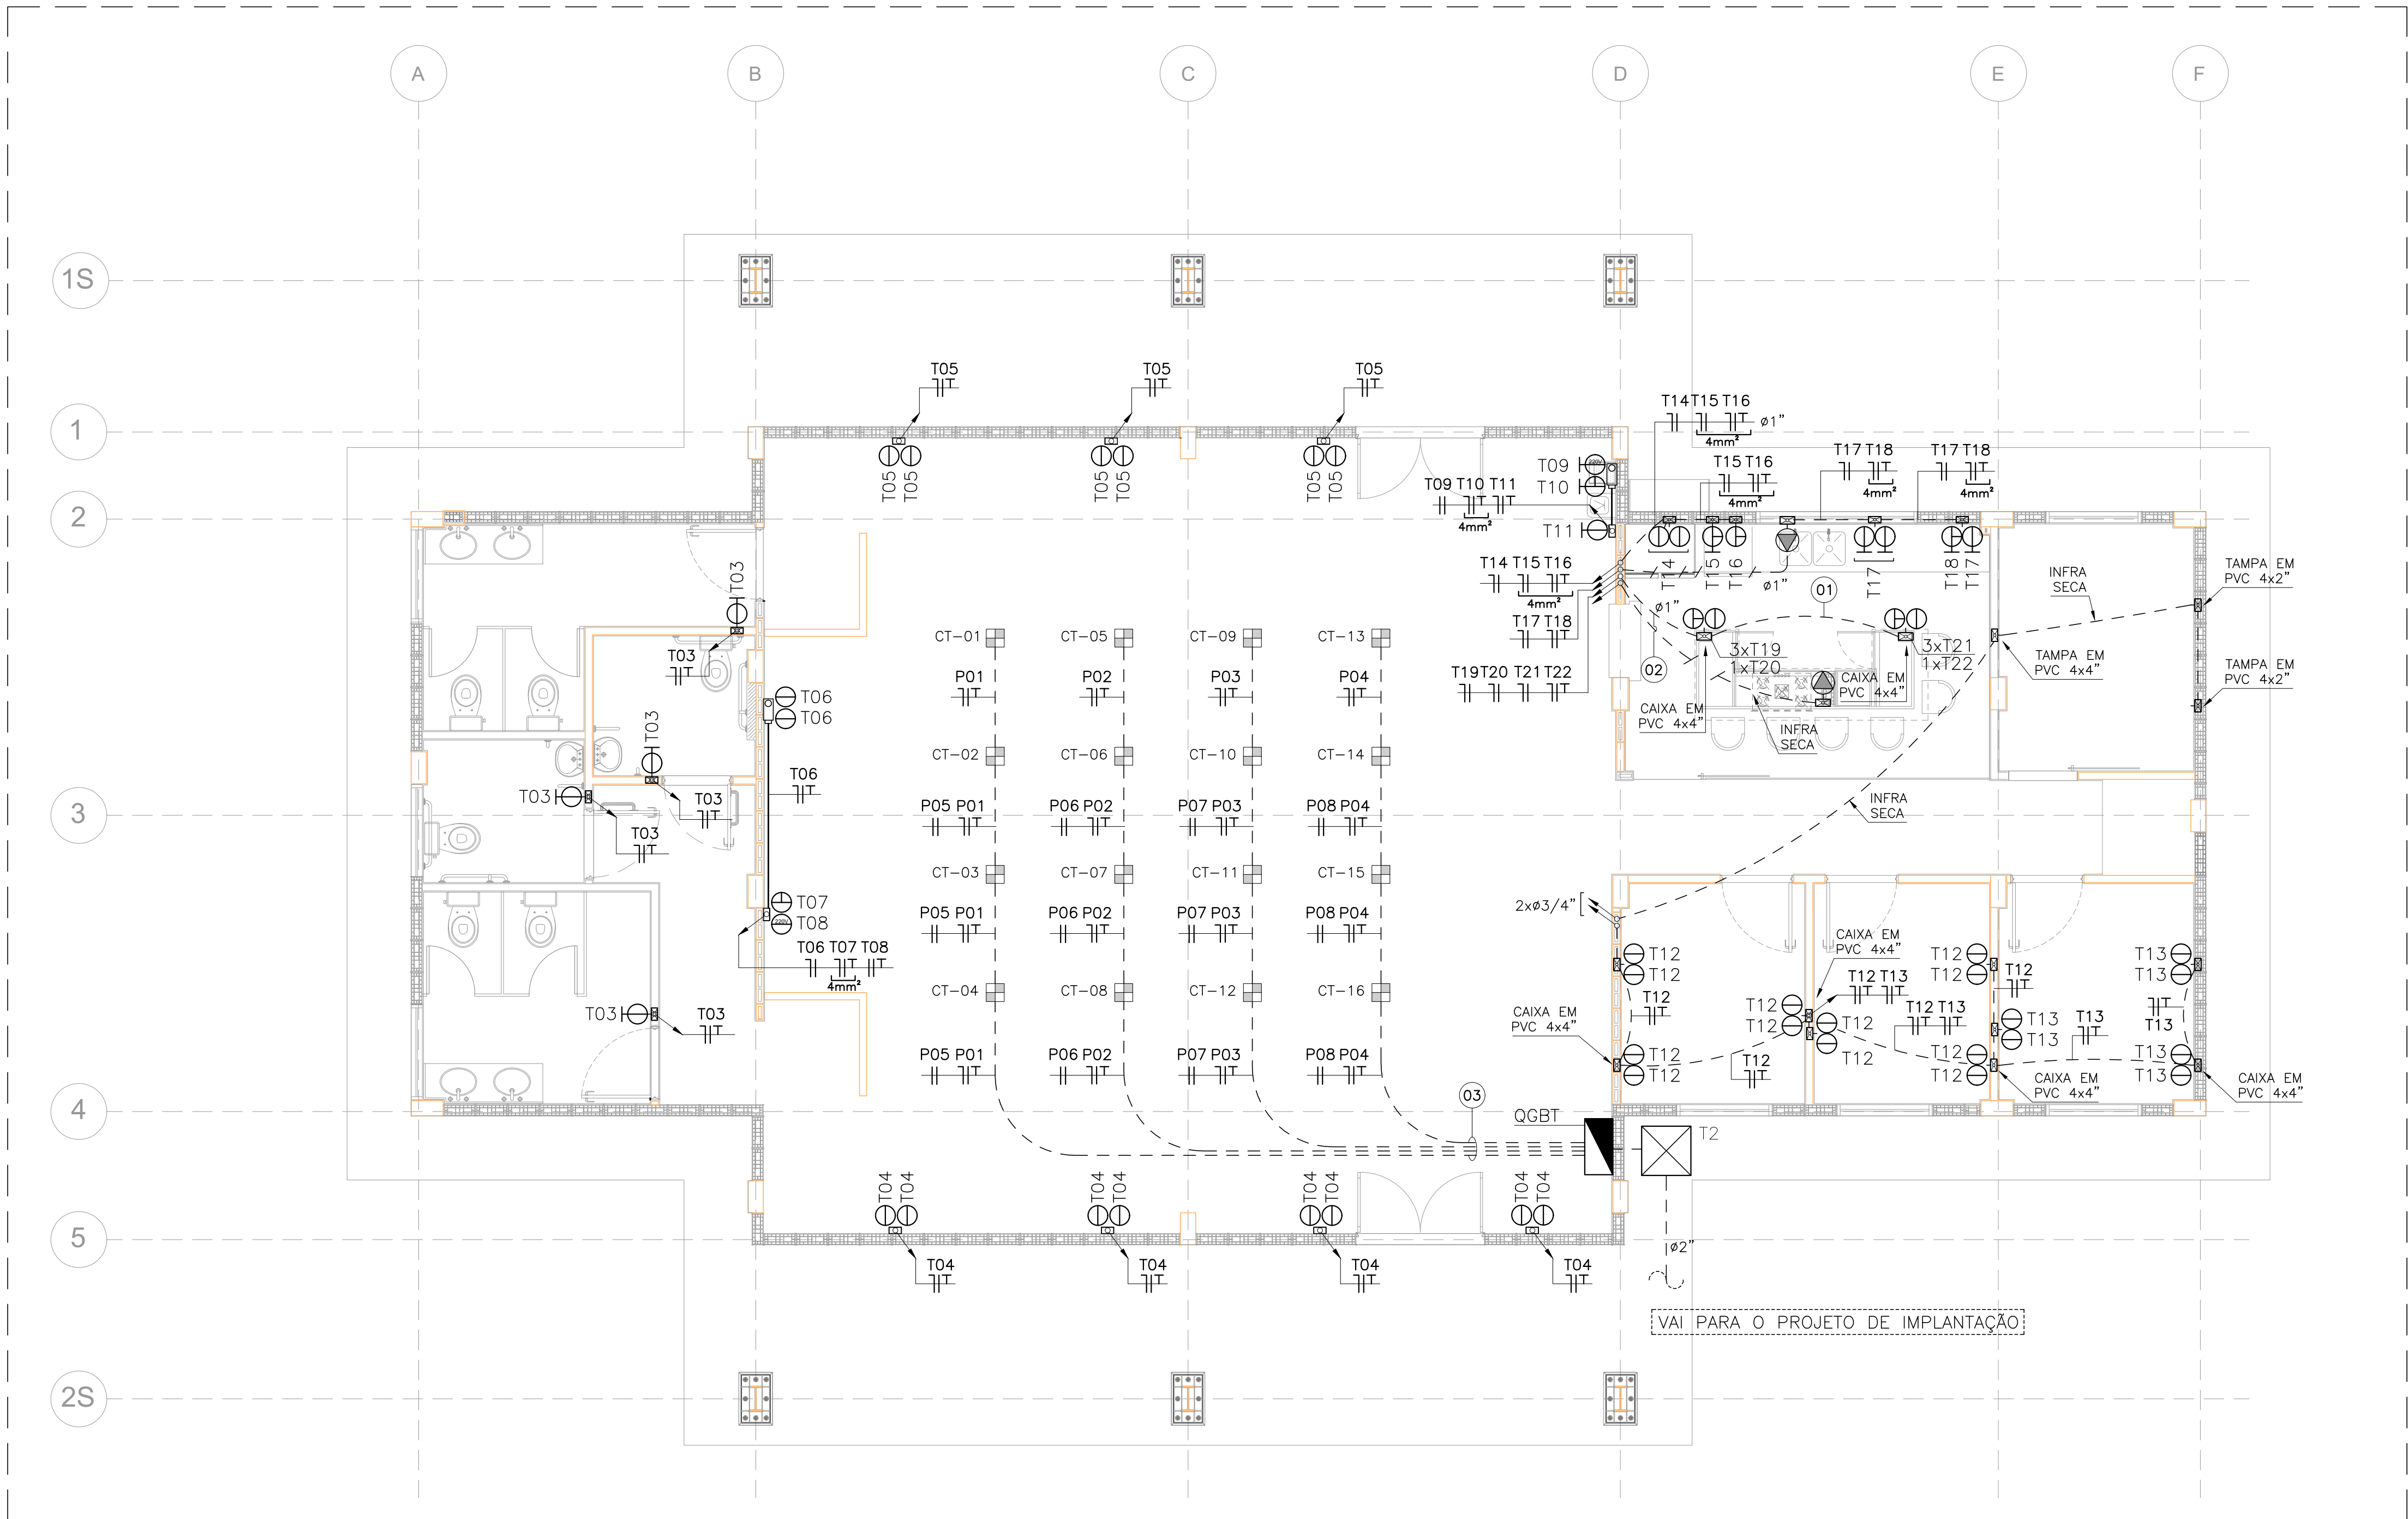 A
B
C
D
E
F
1S
1
2
3
4
5
2S
T05
T05
T05
T05
T05
T05
T05
T05
T05
T14 T15 T16
ø1"
4mm²
T15 T16
4mm²
T17 T18
4mm²
T17 T18
4mm²
T09
220V
T10
T09 T10 T11
4mm²
T11
T14
T15
T16
T17
T18
T17
ø1"
T14 T15 T16
4mm²
T17 T18
T19 T20 T21 T22
ø1"
01
02
3xT19
1xT20
3xT21
1xT22
CAIXA EM
PVC 4x4"
CAIXA EM
PVC 4x4"
INFRA
SECA
INFRA
SECA
TAMPA EM
PVC 4x2"
TAMPA EM
PVC 4x4"
TAMPA EM
PVC 4x2"
INFRA
SECA
T03
T03
T03
T03
T03
T03
T03
T03
T06
T06
T06
T07
220V
T08
T06 T07 T08
4mm²
CT-01
CT-05
CT-09
CT-13
P01
P02
P03
P04
CT-02
CT-06
CT-10
CT-14
P05 P01
P06 P02
P07 P03
P08 P04
CT-03
CT-07
CT-11
CT-15
P05 P01
P06 P02
P07 P03
P08 P04
CT-04
CT-08
CT-12
CT-16
P05 P01
P06 P02
P07 P03
P08 P04
2xø3/4"
T12
T12
T12
T12
T12
CAIXA EM
PVC 4x4"
CAIXA EM
PVC 4x4"
T12 T13
T12
T12
T12
T12
T12
T12 T13
T12
T12
T12
T12
T12
T13
T13
T13
T13
T13
T13
T13
T13
CAIXA EM
PVC 4x4"
CAIXA EM
PVC 4x4"
03
QGBT
T2
ø2"
T04
T04
T04
T04
T04
T04
T04
T04
T04
T04
T04
T04
VAI PARA O PROJETO DE IMPLANTAÇÃO